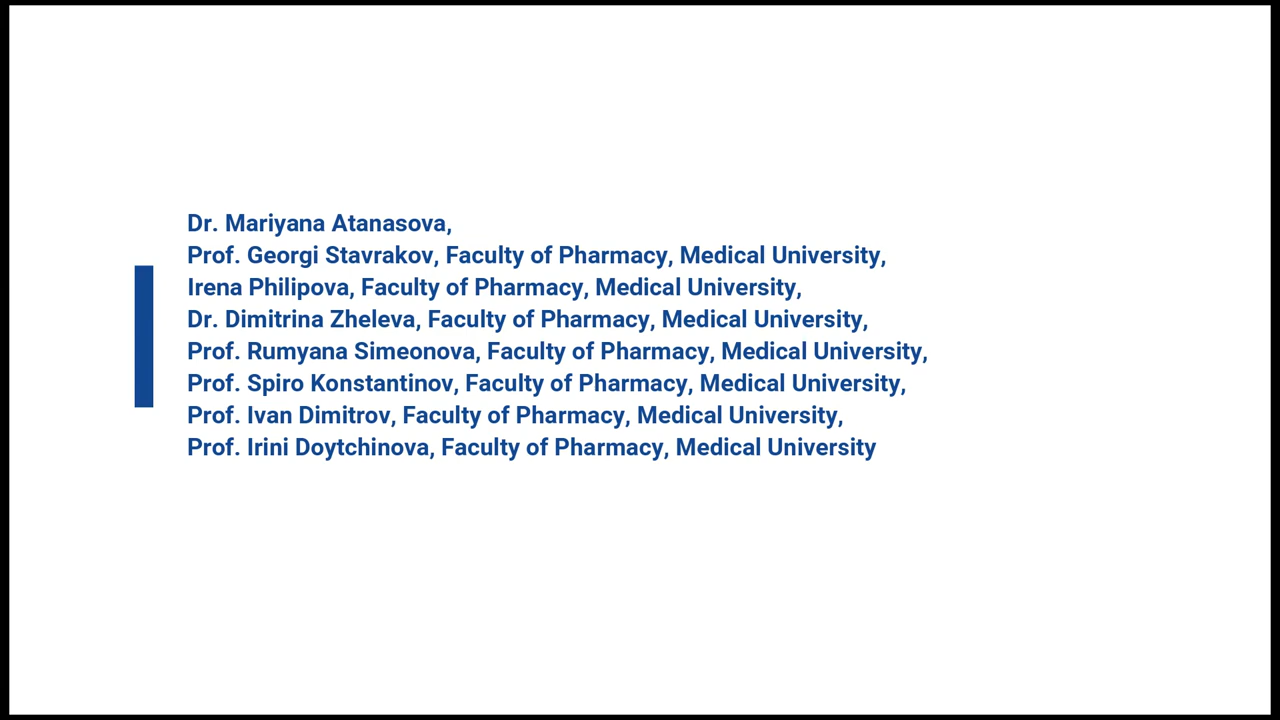 Dr. Mariyana Atanasova,
Prof. Georgi Stavrakov, Faculty of Pharmacy, Medical University,
Irena Philipova, Faculty of Pharmacy, Medical University,
Dr. Dimitrina Zheleva, Faculty of Pharmacy, Medical University,
Prof. Rumyana Simeonova, Faculty of Pharmacy, Medical University,
Prof. Spiro Konstantinov, Faculty of Pharmacy, Medical University,
Prof. Ivan Dimitrov, Faculty of Pharmacy, Medical University,
Prof. Irini Doytchinova, Faculty of Pharmacy, Medical University